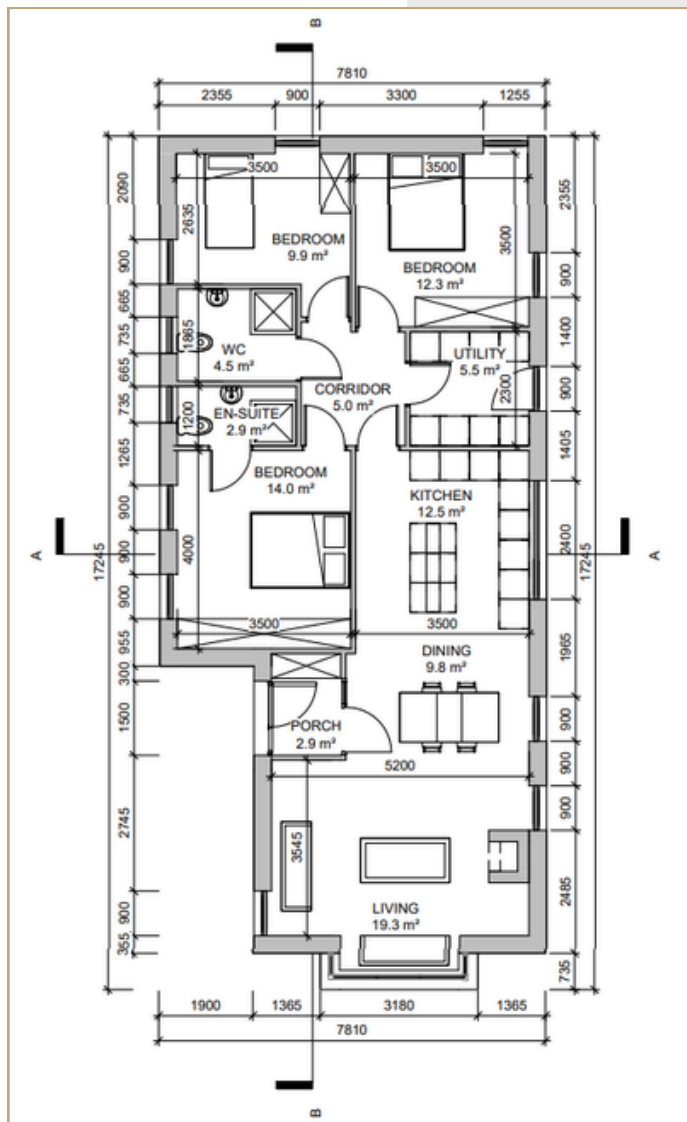 B
7810
2355
900
3300
1255
3500
3500
2090
900
665
735
665
735
1265
900
900
900
955
300
1500
2745
900
355
17245
2635
1865
1200
4000
BEDROOM
9.9 m²
BEDROOM
12.3 m²
3500
WC
4.5 m²
UTILITY
5.5 m²
2300
CORRIDOR
5.0 m²
EN-SUITE
2.9 m²
BEDROOM
14.0 m²
KITCHEN
12.5 m²
A
A
3500
3500
DINING
9.8 m²
PORCH
2.9 m²
5200
3545
LIVING
19.3 m²
2355
900
1400
900
1405
2400
1965
900
900
900
2485
735
17245
1900
1365
3180
1365
7810
B